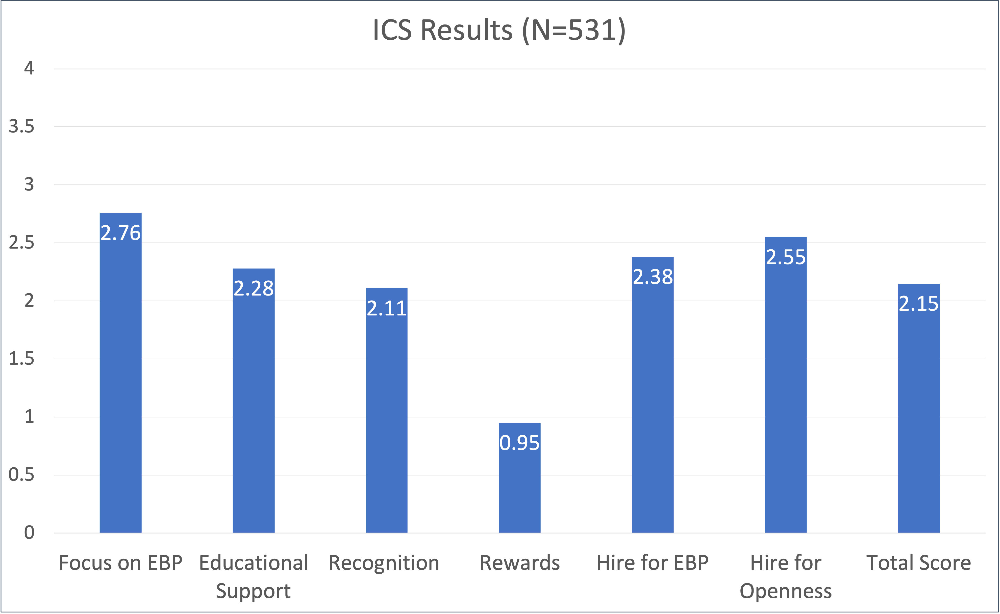 ICS Results (N=531)
4
3.5
3
2.5
2
1.5
1
0.5
0
2.76
2.28
2.11
0.95
2.38
2.55
2.15
Focus on EBP
Educational
Support
Recognition
Rewards
Hire for EBP
Hire for
Openness
Total Score